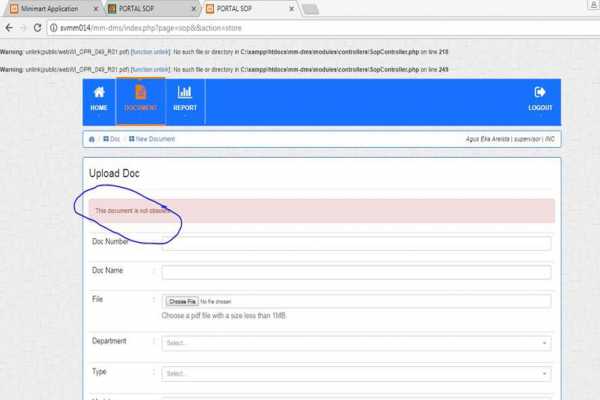 Minimart Application
PORTAL SOP
PORTAL SOP
svmm014/mm-dms/index.php?page=sop&&action=store
Warning: unlink(public/web/WI_OPR_049_R01.pdf) [function.unlink]: No such file or directory in C:\xampp\htdocs\mm-dms\modules\controllers\SopController.php on line 218
Warning: unlink(public/web/WI_OPR_049_R01.pdf) [function.unlink]: No such file or directory in C:\xampp\htdocs\mm-dms\modules\controllers\SopController.php on line 249
HOME
DOCUMENT
REPORT
LOGOUT
/ Doc / New Document
Agus Eka | supervisor | INC
Upload Doc
This document is not obsolete
Doc Number :
Doc Name :
File : Choose File No file chosen
Choose a pdf file with a size less than 1MB
Department : Select...
Type : Select...